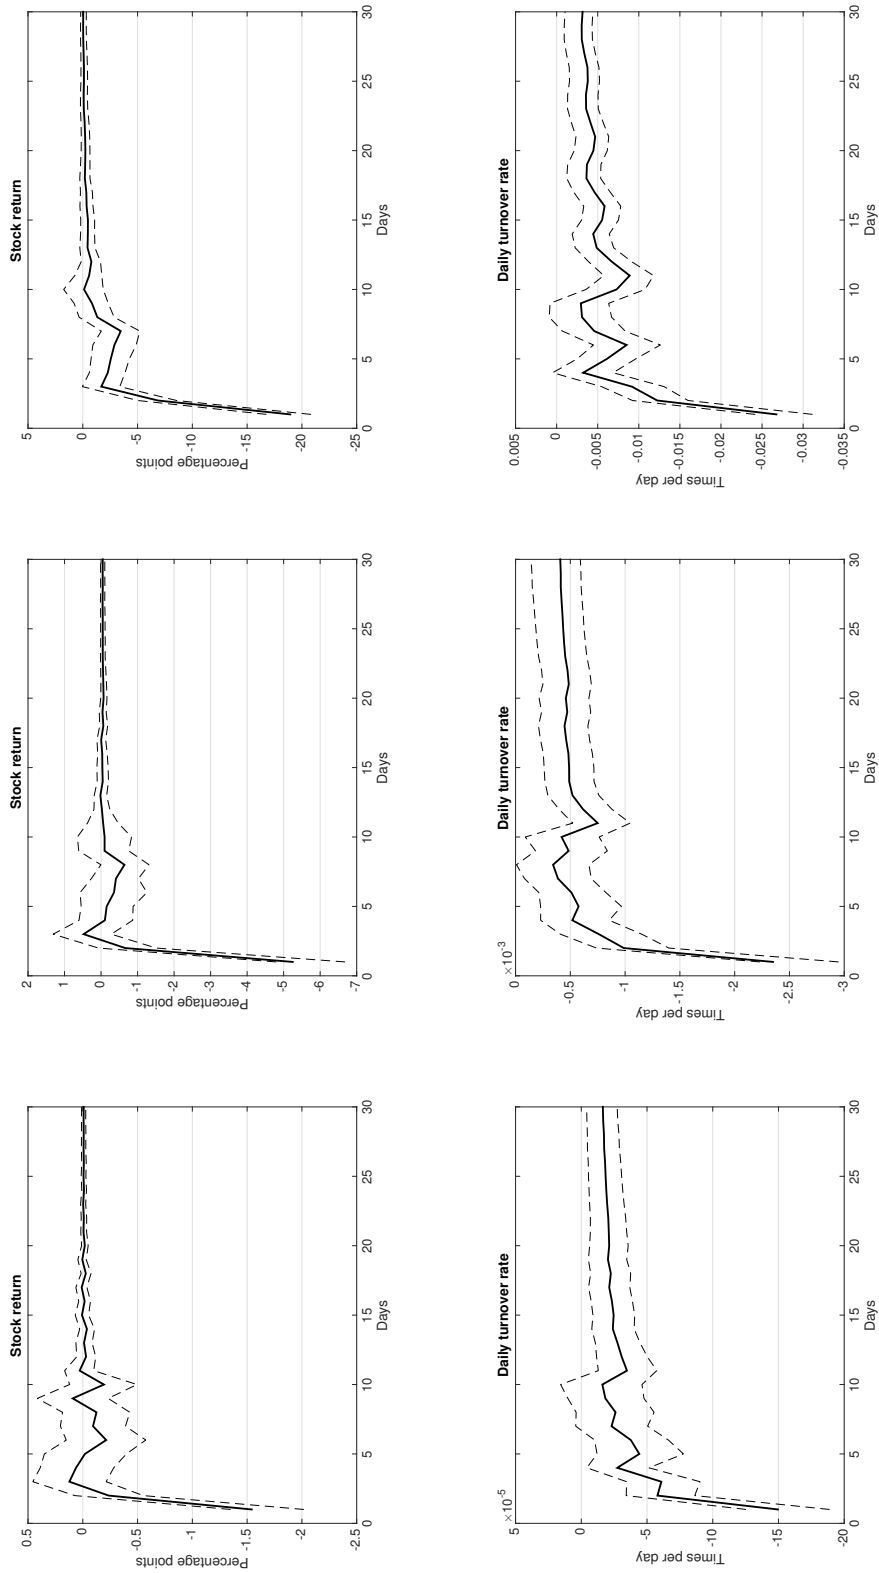 Stock return
0.5
0
-0.5
-1
-1.5
-2
-2.5
Percentage points
0 5 10 15 20 25 30
Days
Stock return
2
1
0
-1
-2
-3
-4
-5
-6
-7
Percentage points
0 5 10 15 20 25 30
Days
Stock return
5
0
-5
-10
-15
-20
-25
Percentage points
0 5 10 15 20 25 30
Days
Daily turnover rate
×10⁻⁵
5
0
-5
-10
-15
-20
Times per day
0 5 10 15 20 25 30
Days
Daily turnover rate
×10⁻³
0
-0.5
-1
-1.5
-2
-2.5
-3
Times per day
0 5 10 15 20 25 30
Days
Daily turnover rate
0.005
0
-0.005
-0.01
-0.015
-0.02
-0.025
-0.03
-0.035
Times per day
0 5 10 15 20 25 30
Days